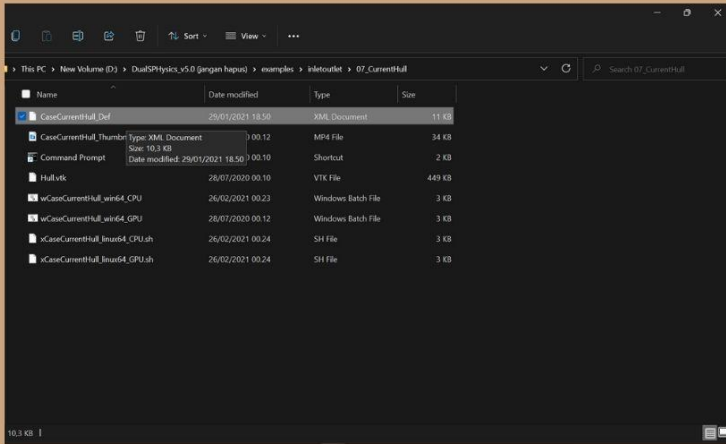 Sort
View
This PC > New Volume (D:) > DualSPHysics_v5.0 (jangan hapus) > examples > inletoutlet > 07_CurrentHull
Search 07_CurrentHull
Name Date modified Type Size
CaseCurrentHull_Def 29/01/2021 18.50 XML Document 11 KB
CaseCurrentHull_Thumbn 00.12 MP4 File 34 KB
Type: XML Document
Size: 10,3 KB
Date modified: 29/01/2021 18.50
Command Prompt 00.10 Shortcut 2 KB
Hull.vtk 28/07/2020 00.10 VTK File 449 KB
wCaseCurrentHull_win64_CPU 26/02/2021 00.23 Windows Batch File 3 KB
wCaseCurrentHull_win64_GPU 28/07/2020 00.12 Windows Batch File 3 KB
xCaseCurrentHull_linux64_CPU.sh 26/02/2021 00.24 SH File 3 KB
xCaseCurrentHull_linux64_GPU.sh 26/02/2021 00.24 SH File 3 KB
10,3 KB